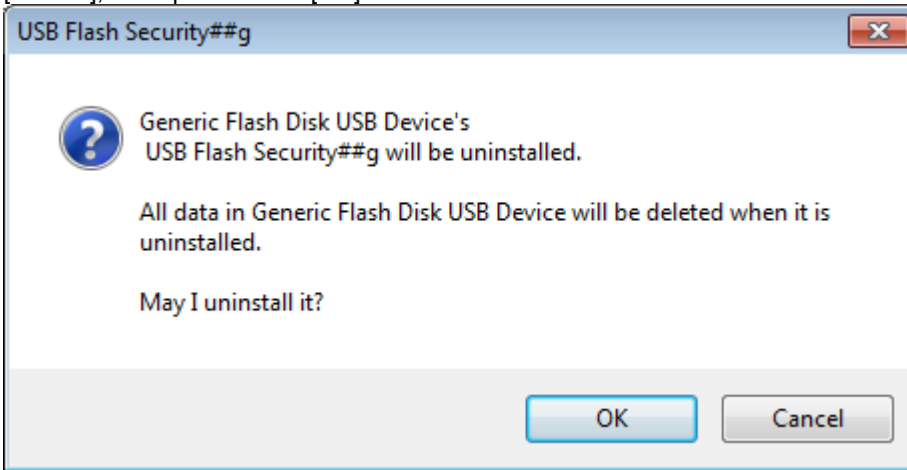 USB Flash Security##g
Generic Flash Disk USB Device's
USB Flash Security##g will be uninstalled.
All data in Generic Flash Disk USB Device will be deleted when it is
uninstalled.
May I uninstall it?
OK
Cancel